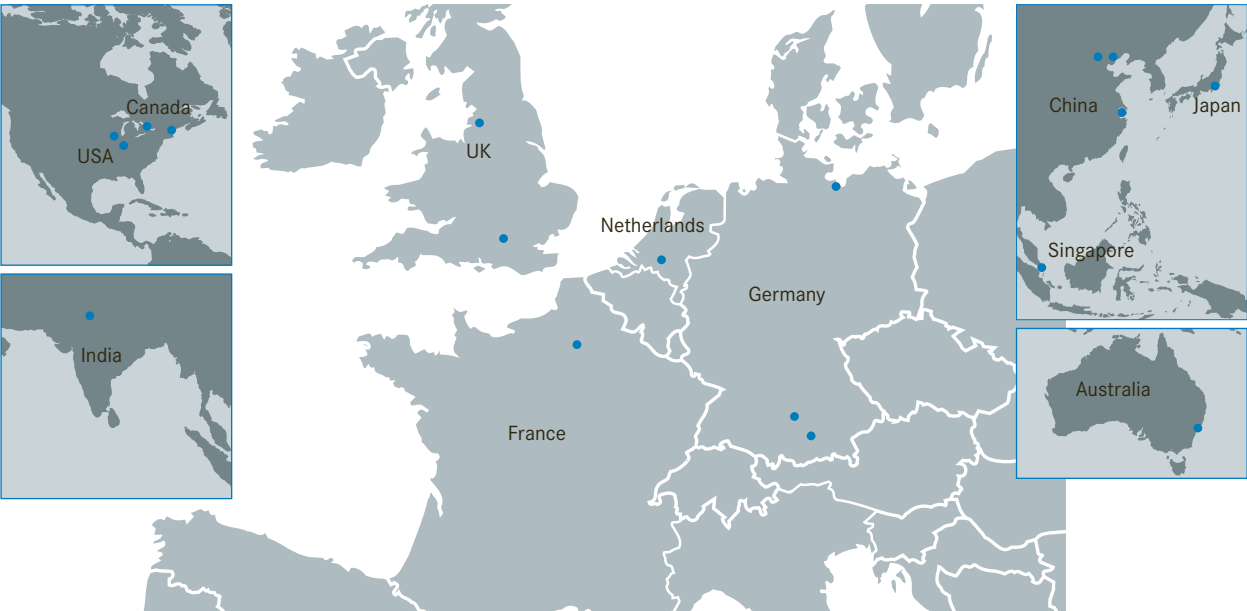 Canada
USA
India
UK
Netherlands
Germany
France
China
Japan
Singapore
Australia